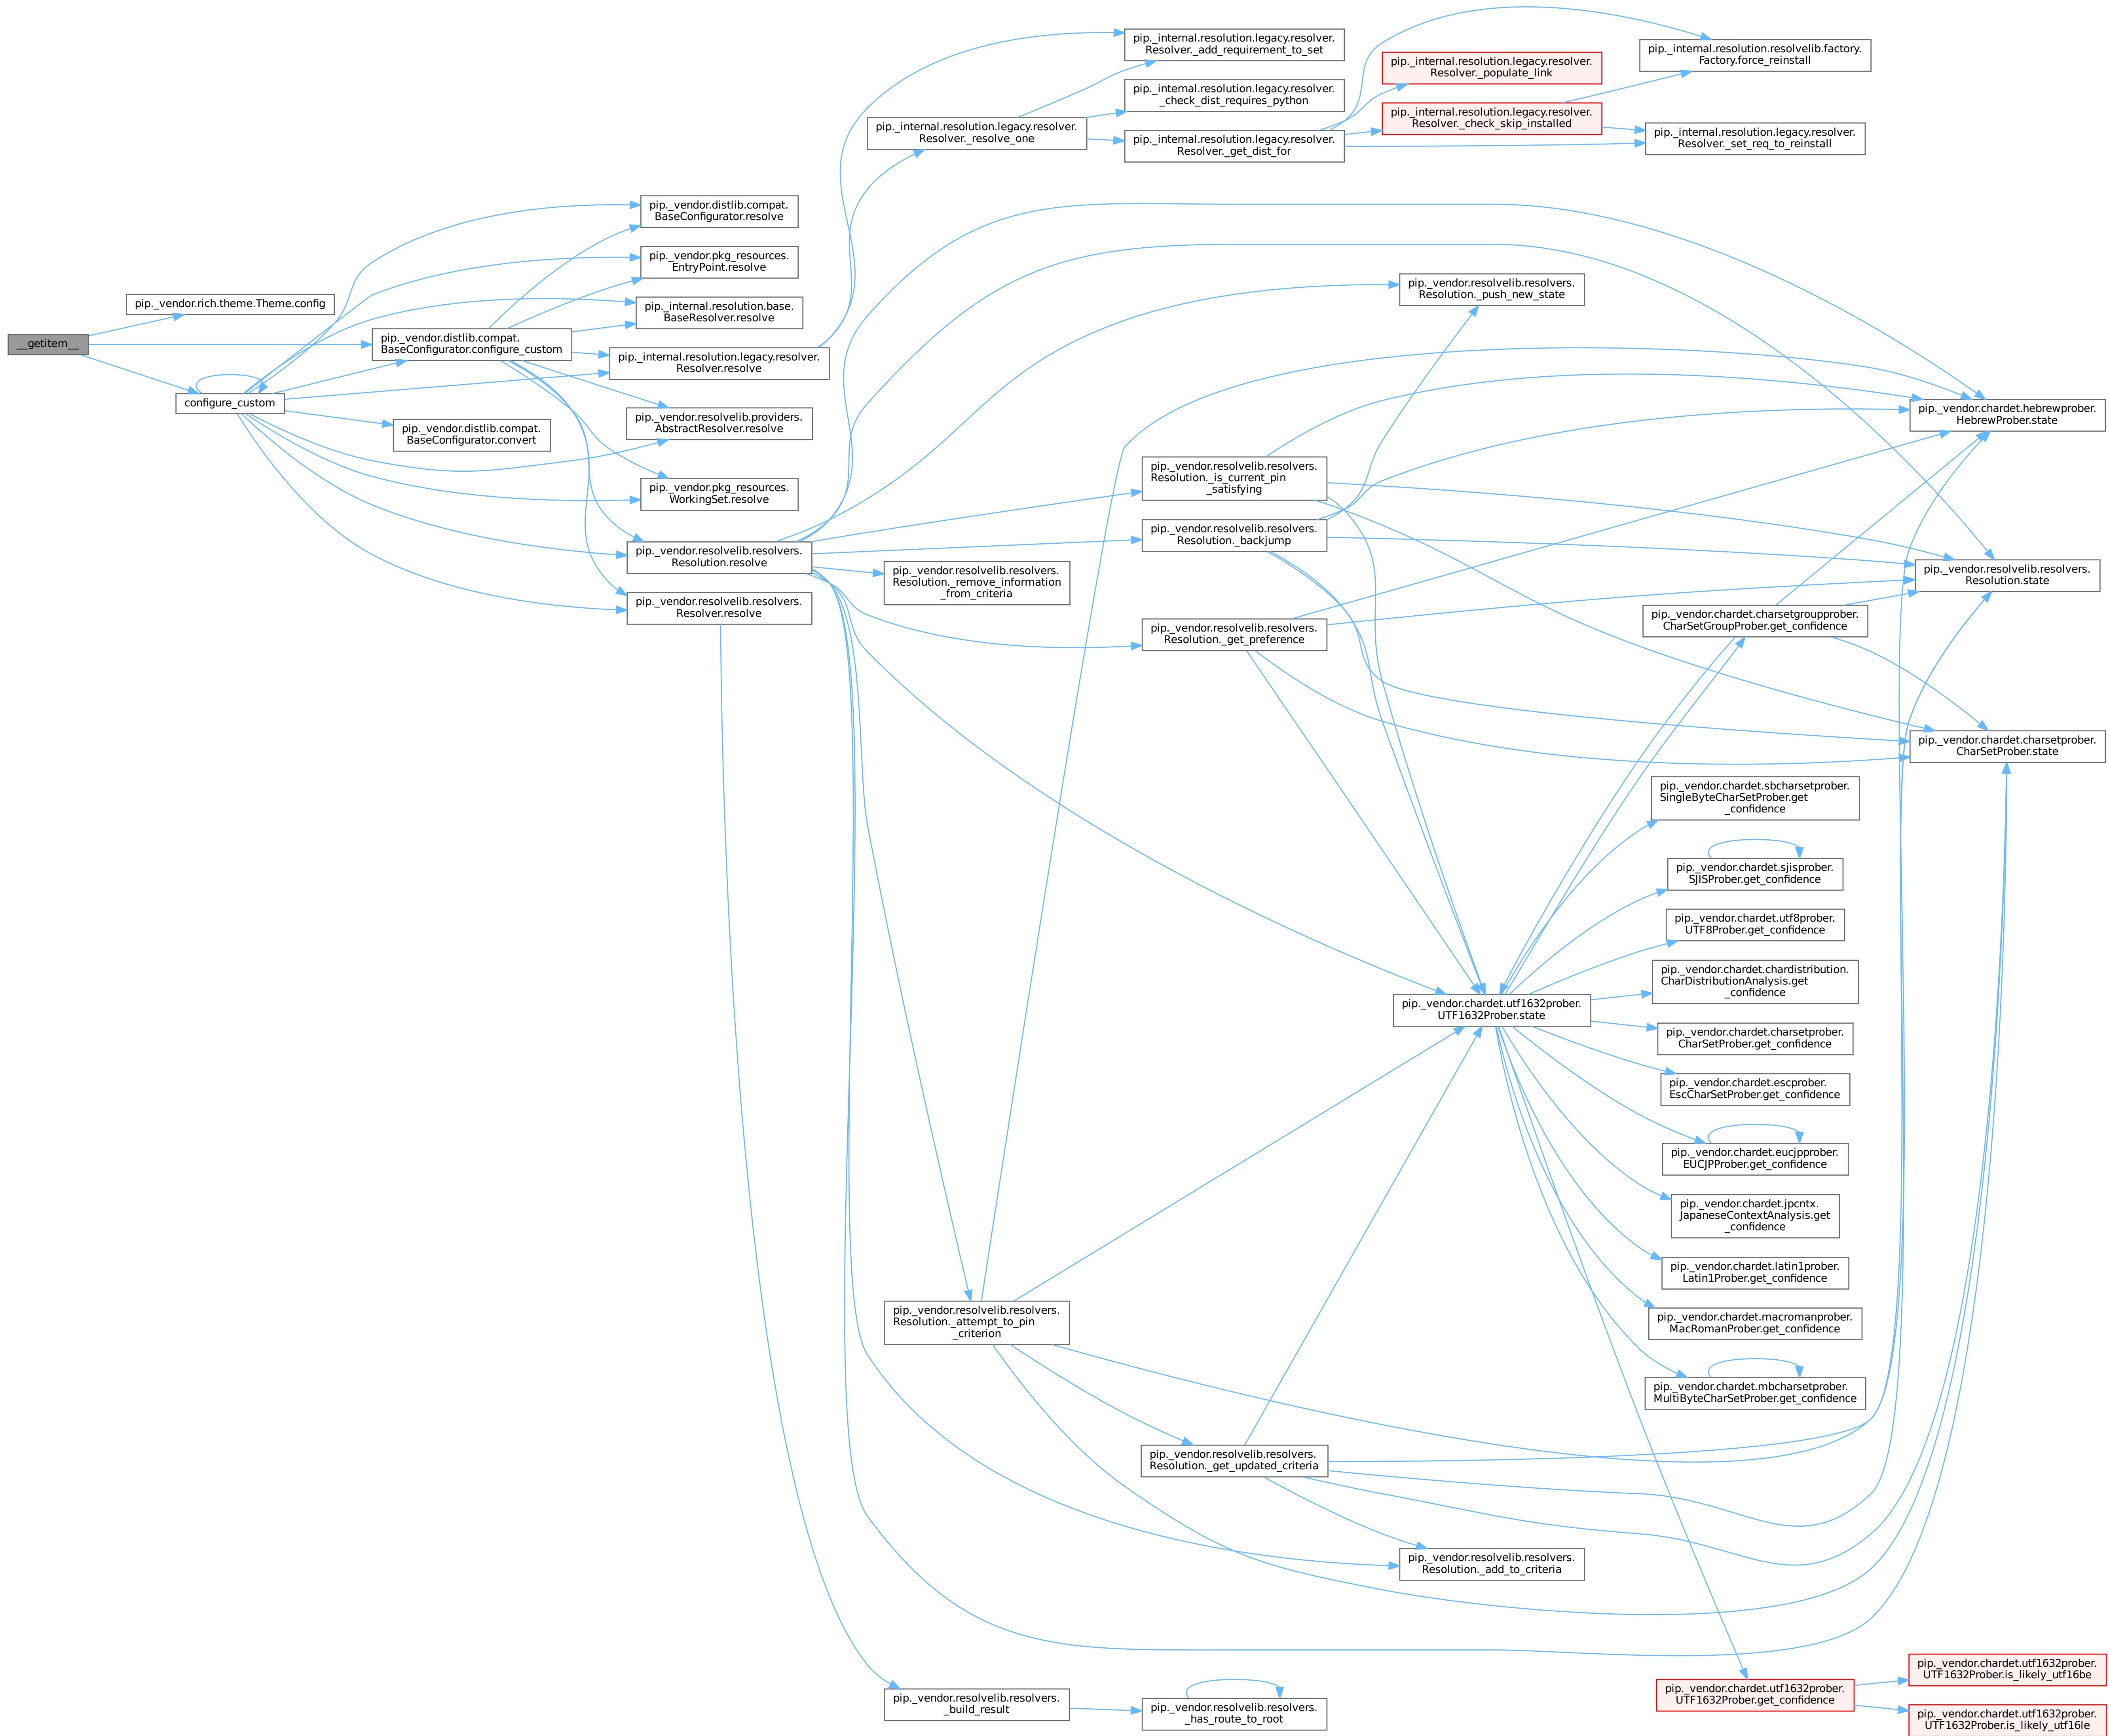 __getitem__
pip._vendor.rich.theme.Theme.config
pip._vendor.distlib.compat.
BaseConfigurator.configure_custom
configure_custom
pip._vendor.distlib.compat.
BaseConfigurator.convert
pip._vendor.distlib.compat.
BaseConfigurator.resolve
pip._vendor.pkg_resources.
EntryPoint.resolve
pip._internal.resolution.base.
BaseResolver.resolve
pip._internal.resolution.legacy.resolver.
Resolver.resolve
pip._vendor.resolvelib.providers.
AbstractResolver.resolve
pip._vendor.pkg_resources.
WorkingSet.resolve
pip._vendor.resolvelib.resolvers.
Resolution.resolve
pip._vendor.resolvelib.resolvers.
Resolver.resolve
pip._internal.resolution.legacy.resolver.
Resolver._resolve_one
pip._vendor.resolvelib.resolvers.
Resolution._remove_information
_from_criteria
pip._vendor.resolvelib.resolvers.
Resolution._attempt_to_pin
_criterion
pip._vendor.resolvelib.resolvers.
_build_result
pip._internal.resolution.legacy.resolver.
Resolver._add_requirement_to_set
pip._internal.resolution.legacy.resolver.
_check_dist_requires_python
pip._internal.resolution.legacy.resolver.
Resolver._get_dist_for
pip._vendor.resolvelib.resolvers.
Resolution._is_current_pin
_satisfying
pip._vendor.resolvelib.resolvers.
Resolution._backjump
pip._vendor.resolvelib.resolvers.
Resolution._get_preference
pip._vendor.resolvelib.resolvers.
Resolution._get_updated_criteria
pip._vendor.resolvelib.resolvers.
_has_route_to_root
pip._internal.resolution.legacy.resolver.
Resolver._populate_link
pip._internal.resolution.legacy.resolver.
Resolver._check_skip_installed
pip._vendor.resolvelib.resolvers.
Resolution._push_new_state
pip._vendor.chardet.utf1632prober.
UTF1632Prober.state
pip._vendor.resolvelib.resolvers.
Resolution._add_to_criteria
pip._internal.resolution.resolvelib.factory.
Factory.force_reinstall
pip._internal.resolution.legacy.resolver.
Resolver._set_req_to_reinstall
pip._vendor.chardet.charsetgroupprober.
CharSetGroupProber.get_confidence
pip._vendor.chardet.sbcharsetprober.
SingleByteCharSetProber.get
_confidence
pip._vendor.chardet.sjisprober.
SJISProber.get_confidence
pip._vendor.chardet.utf8prober.
UTF8Prober.get_confidence
pip._vendor.chardet.chardistribution.
CharDistributionAnalysis.get
_confidence
pip._vendor.chardet.charsetprober.
CharSetProber.get_confidence
pip._vendor.chardet.escprober.
EscCharSetProber.get_confidence
pip._vendor.chardet.eucjpprober.
EUCJPProber.get_confidence
pip._vendor.chardet.jpcntx.
JapaneseContextAnalysis.get
_confidence
pip._vendor.chardet.latin1prober.
Latin1Prober.get_confidence
pip._vendor.chardet.macromanprober.
MacRomanProber.get_confidence
pip._vendor.chardet.mbcharsetprober.
MultiByteCharSetProber.get_confidence
pip._vendor.chardet.utf1632prober.
UTF1632Prober.get_confidence
pip._vendor.chardet.hebrewprober.
HebrewProber.state
pip._vendor.resolvelib.resolvers.
Resolution.state
pip._vendor.chardet.charsetprober.
CharSetProber.state
pip._vendor.chardet.utf1632prober.
UTF1632Prober.is_likely_utf16be
pip._vendor.chardet.utf1632prober.
UTF1632Prober.is_likely_utf16le